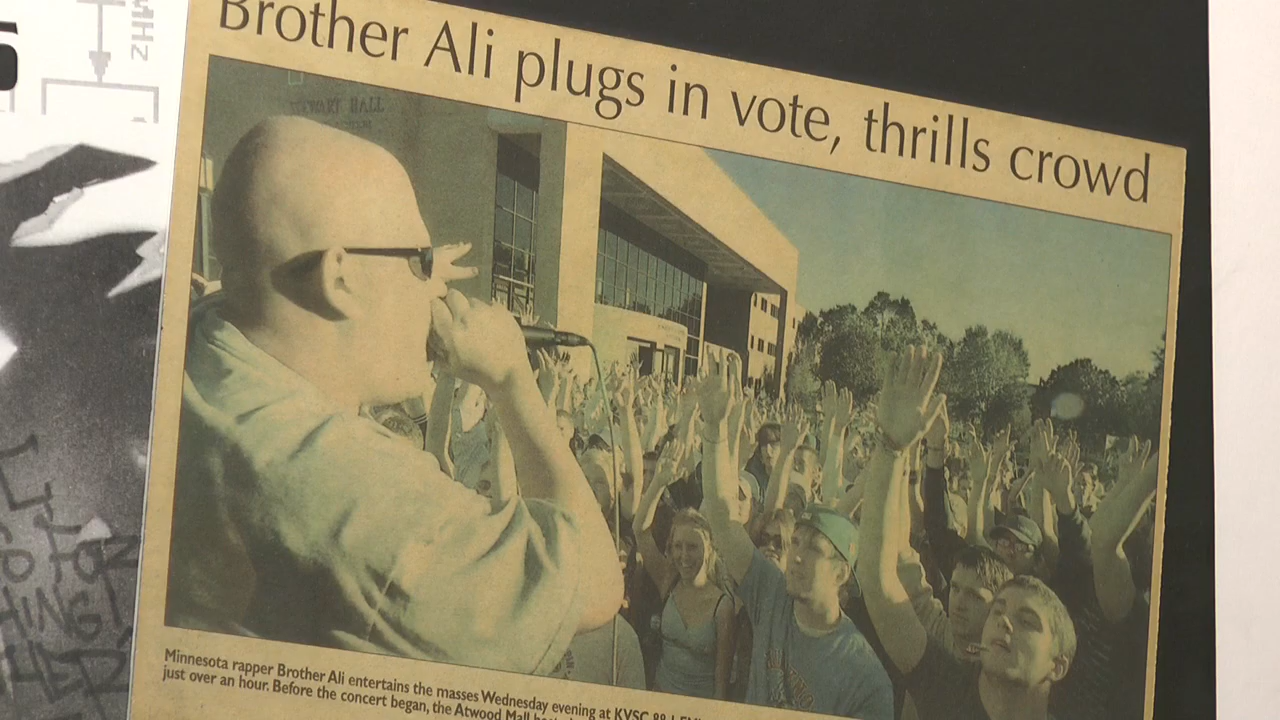 MHz
Brother Ali plugs in vote, thrills crowd
STEWART HALL
Minnesota rapper Brother Ali entertains the masses Wednesday evening at KVSC 88.1 FM
just over an hour. Before the concert began, the Atwood Mall